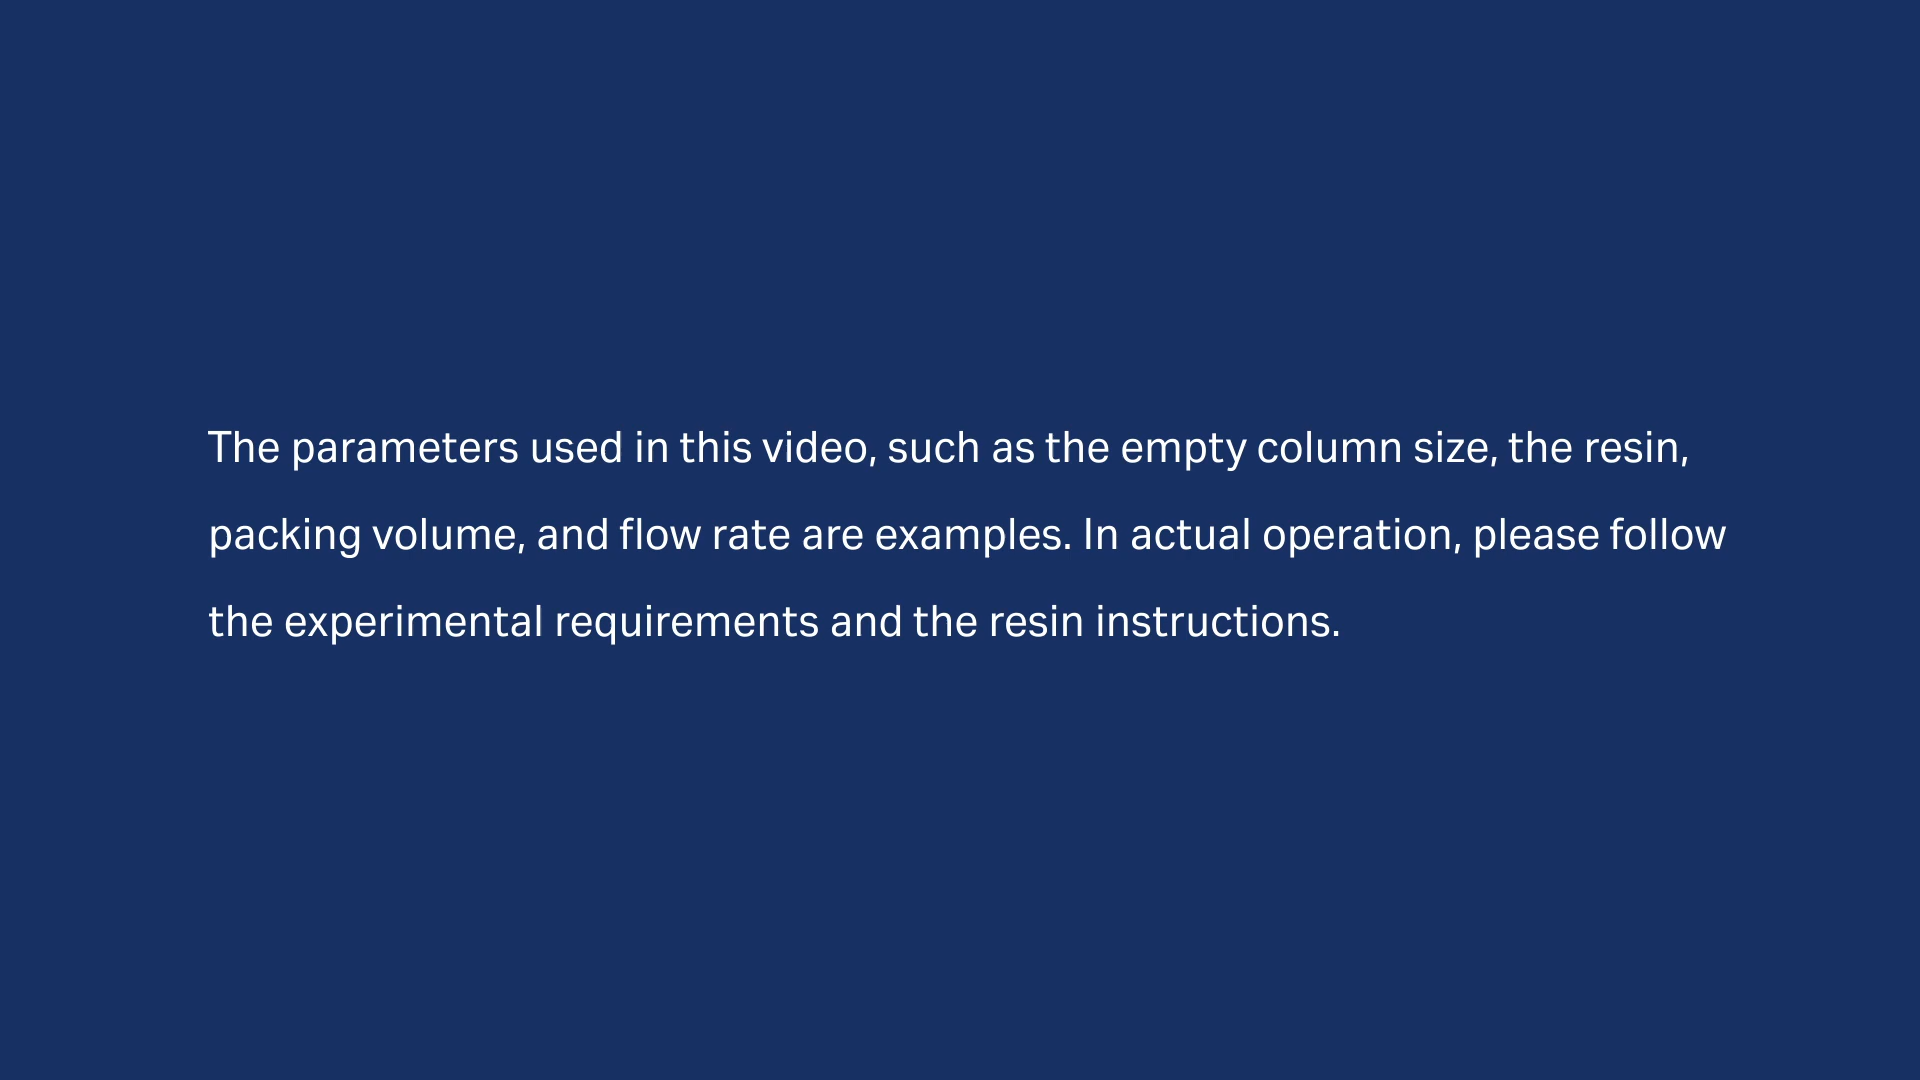 The parameters used in this video, such as the empty column size, the resin,
packing volume, and flow rate are examples. In actual operation, please follow
the experimental requirements and the resin instructions.